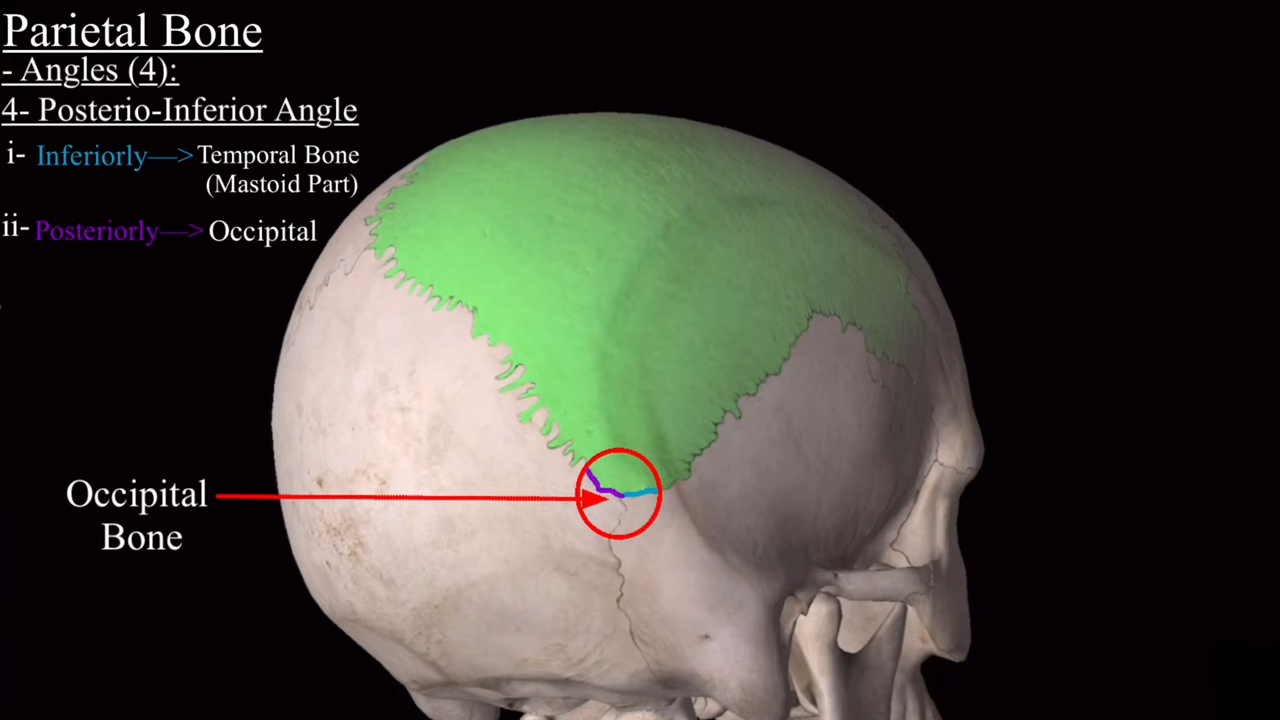 Parietal Bone
- Angles (4):
4- Posterio-Inferior Angle
i- Inferiorly—> Temporal Bone
(Mastoid Part)
ii- Posteriorly—> Occipital
Occipital
Bone